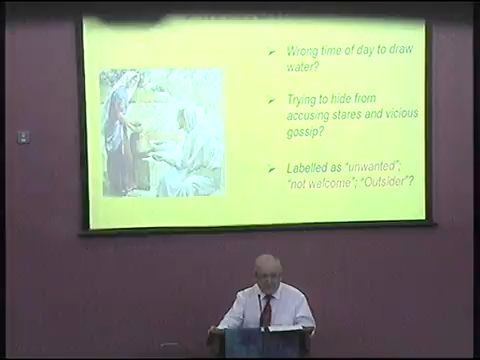 Wrong time of day to draw
water?
Trying to hide from
accusing stares and vicious
gossip?
Labelled as "unwanted";
"not welcome"; "Outsider"?